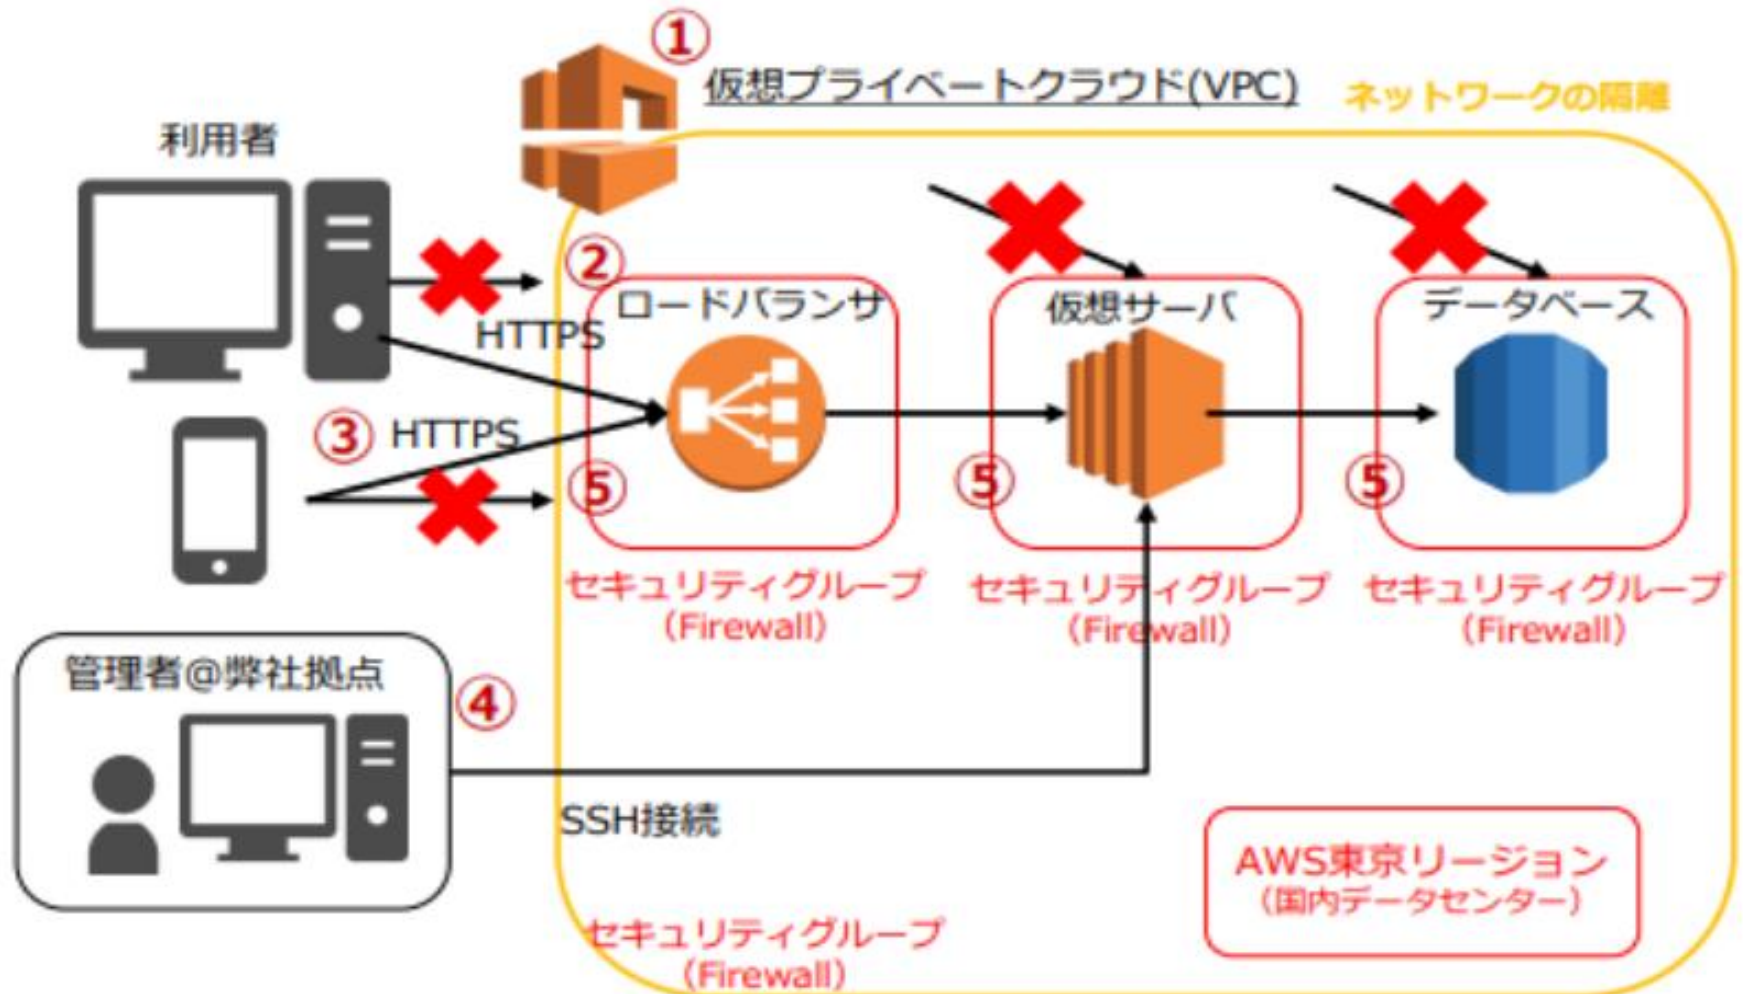 ①
仮想プライベートクラウド(VPC)
ネットワークの隔離
利用者
②
ロードバランサ
仮想サーバ
データベース
HTTPS
③
HTTPS
⑤
⑤
⑤
セキュリティグループ
（Firewall）
セキュリティグループ
（Firewall）
セキュリティグループ
（Firewall）
管理者@弊社拠点
④
SSH接続
AWS東京リージョン
（国内データセンター）
セキュリティグループ
（Firewall）